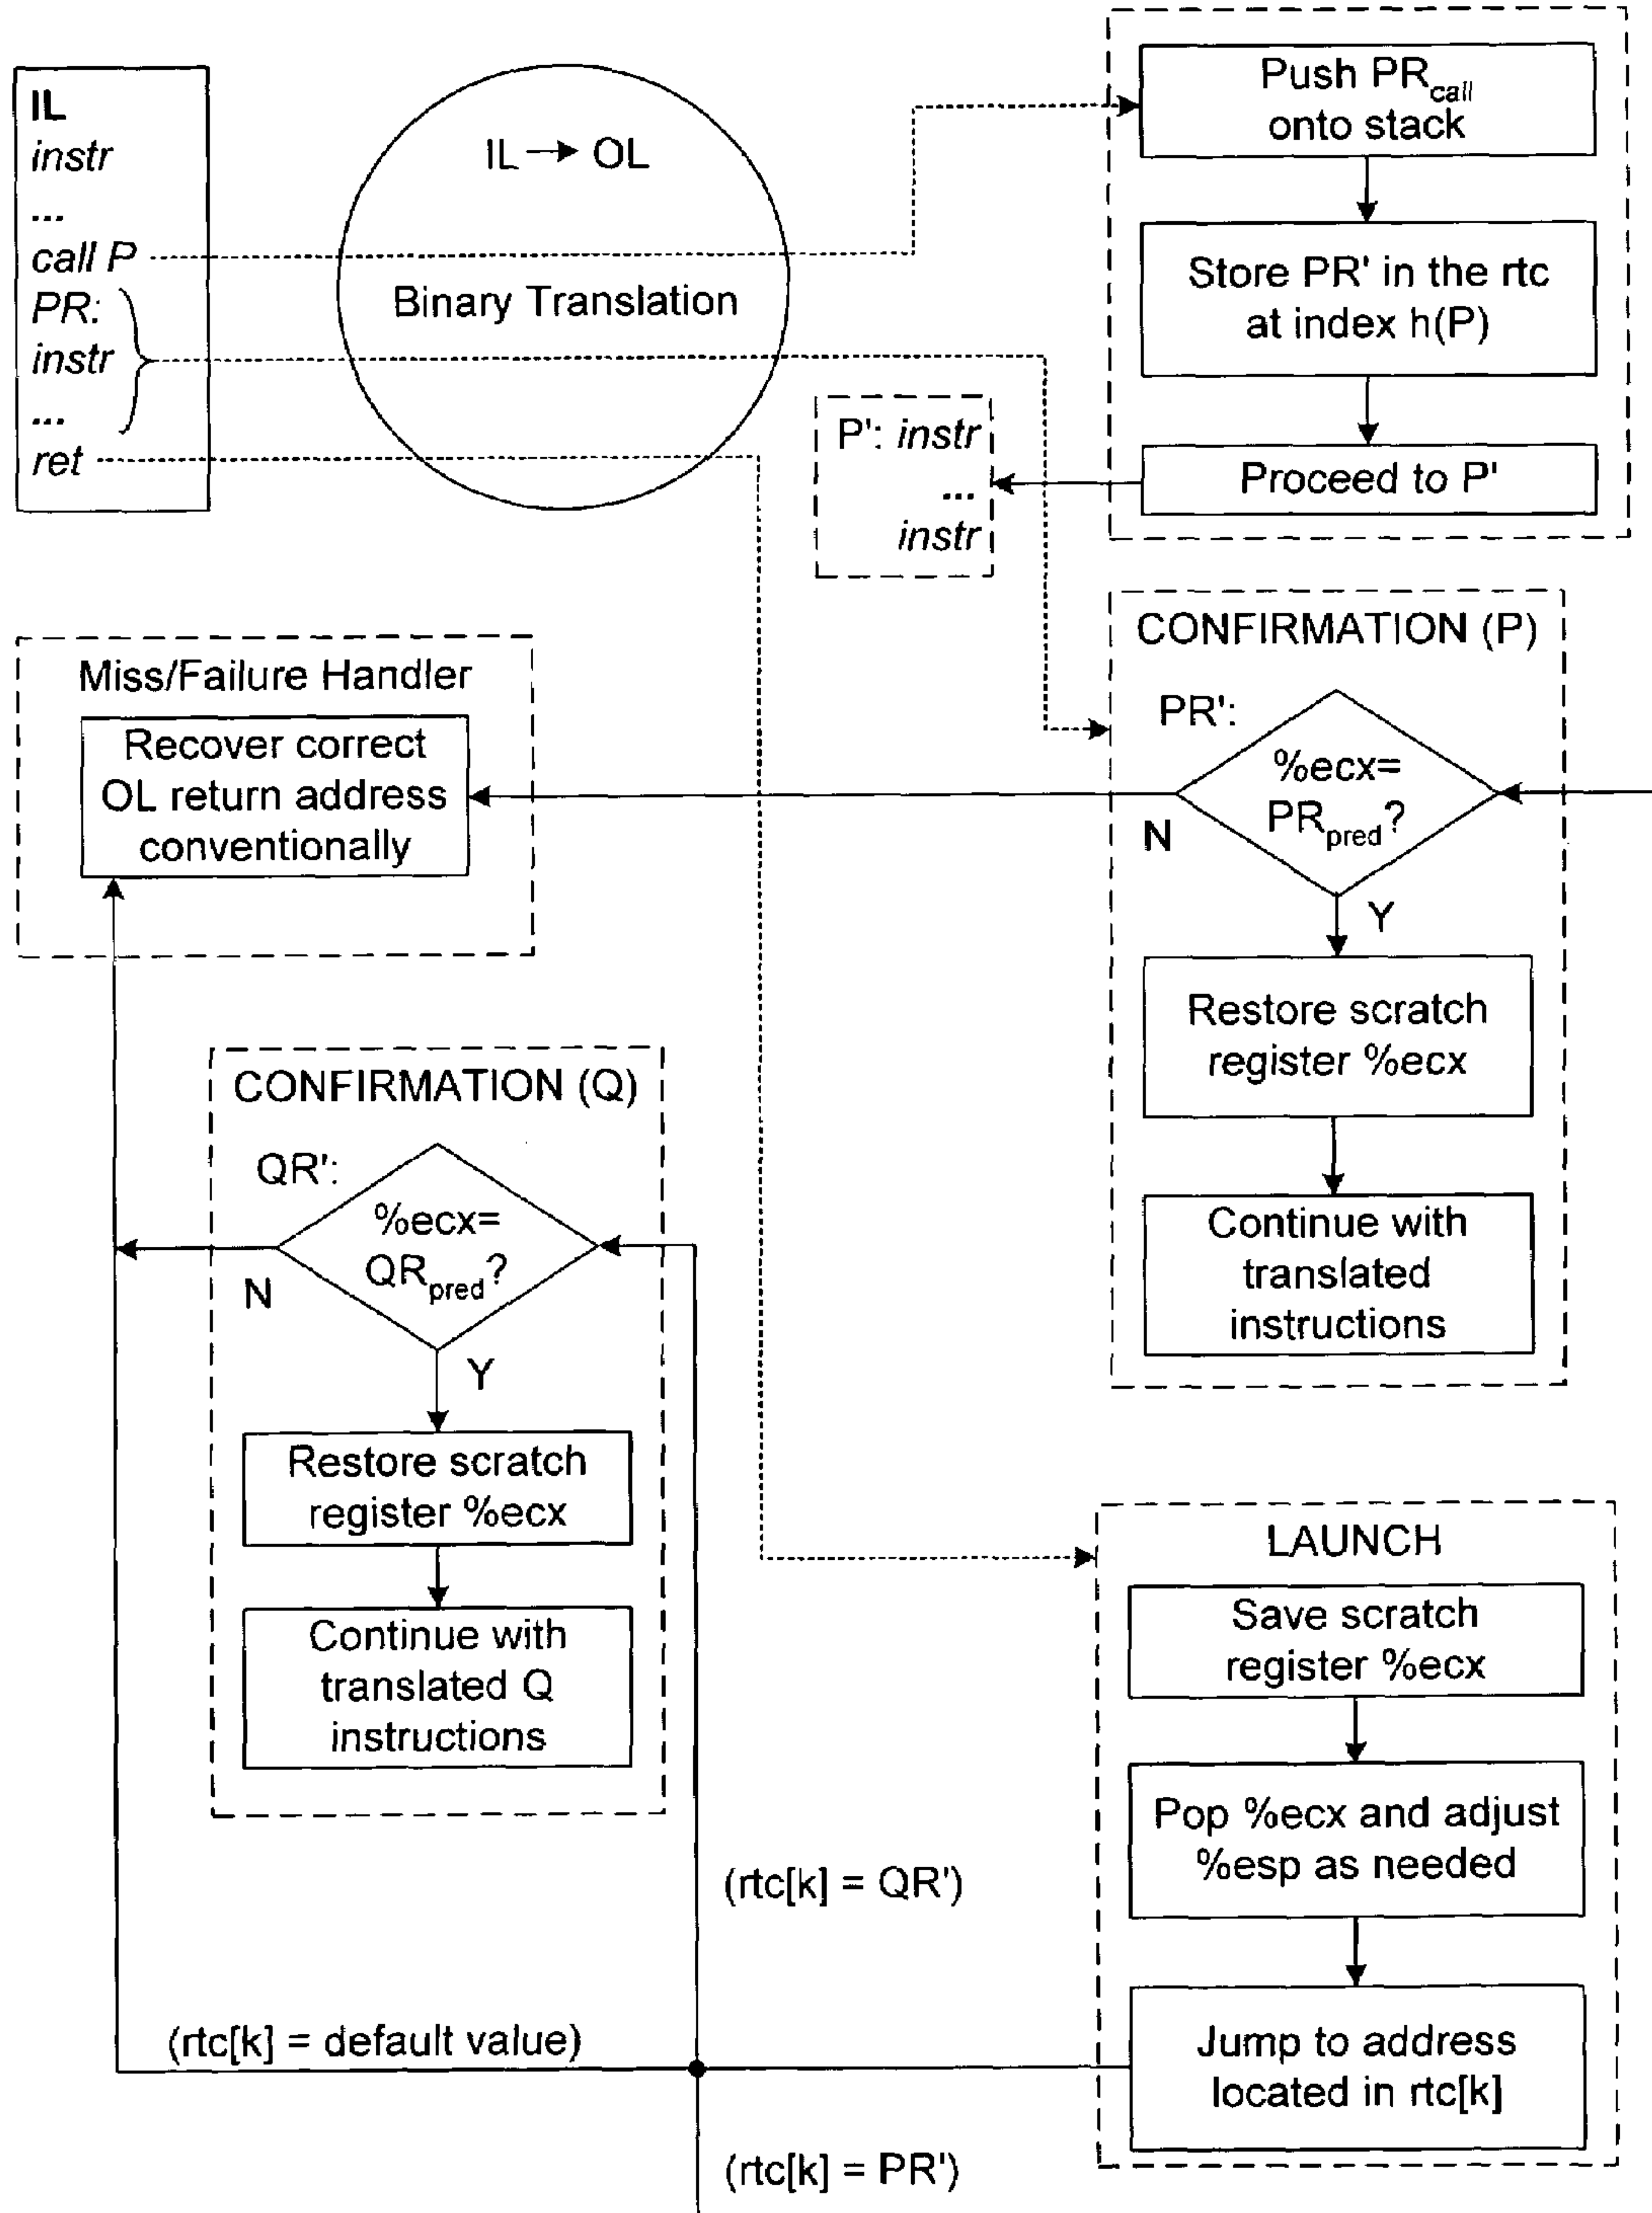 IL
instr
...
call P
PR:
instr
...
ret
IL → OL
Binary Translation
Push PRcall
onto stack
Store PR' in the rtc
at index h(P)
Proceed to P'
P': instr
...
instr
CONFIRMATION (P)
PR':
%ecx=
PRpred?
N
Y
Restore scratch
register %ecx
Continue with
translated
instructions
Miss/Failure Handler
Recover correct
OL return address
conventionally
CONFIRMATION (Q)
QR':
%ecx=
QRpred?
N
Y
Restore scratch
register %ecx
Continue with
translated Q
instructions
LAUNCH
Save scratch
register %ecx
Pop %ecx and adjust
%esp as needed
Jump to address
located in rtc[k]
(rtc[k] = QR')
(rtc[k] = default value)
(rtc[k] = PR')